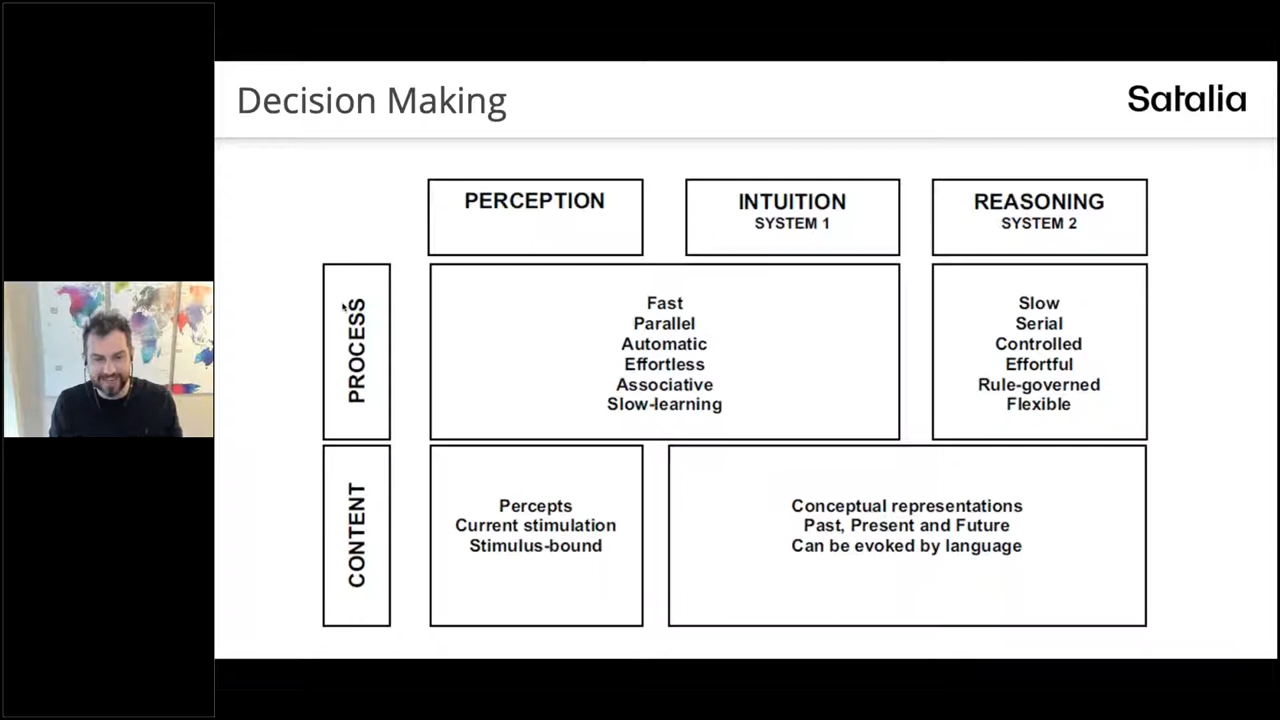 Decision Making
Satalia
PERCEPTION
INTUITION
SYSTEM 1
REASONING
SYSTEM 2
PROCESS
Fast
Parallel
Automatic
Effortless
Associative
Slow-learning
Slow
Serial
Controlled
Effortful
Rule-governed
Flexible
CONTENT
Percepts
Current stimulation
Stimulus-bound
Conceptual representations
Past, Present and Future
Can be evoked by language